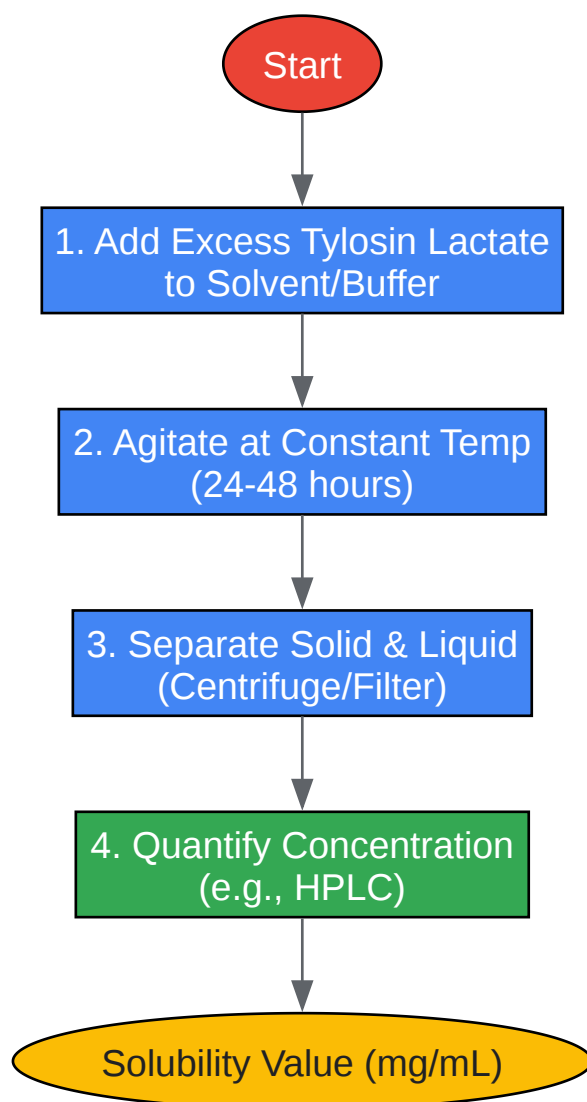 Start
1. Add Excess Tylosin Lactate
to Solvent/Buffer
2. Agitate at Constant Temp
(24-48 hours)
3. Separate Solid & Liquid
(Centrifuge/Filter)
4. Quantify Concentration
(e.g., HPLC)
Solubility Value (mg/mL)